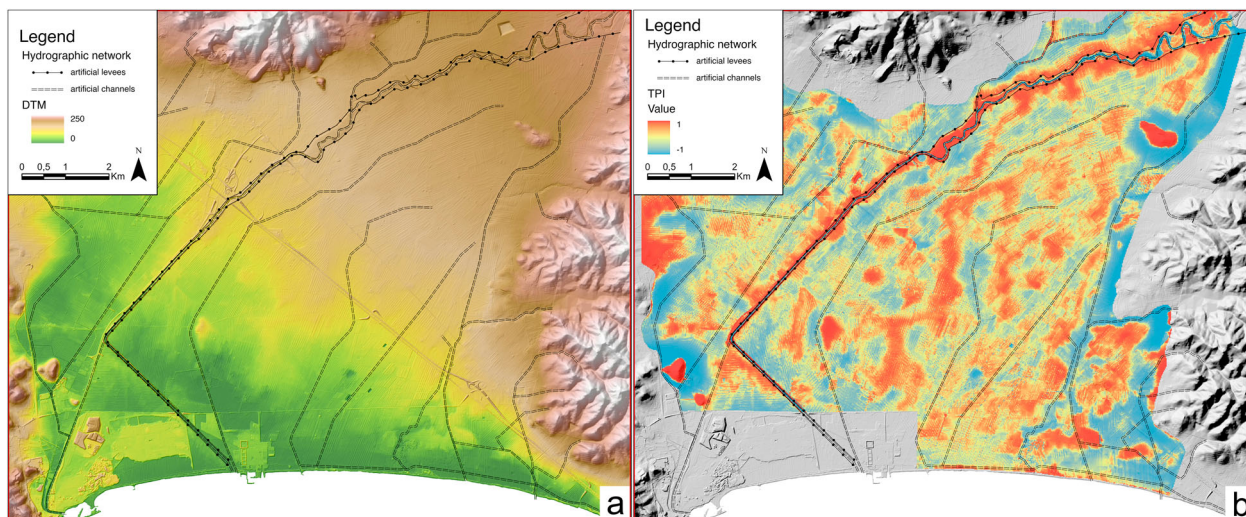 Legend
Hydrographic network
artificial levees
artificial channels
DTM
250
0
N
0 0,5 1 2
Km
a
Legend
Hydrographic network
artificial levees
artificial channels
TPI
Value
1
-1
N
0 0,5 1 2
Km
b